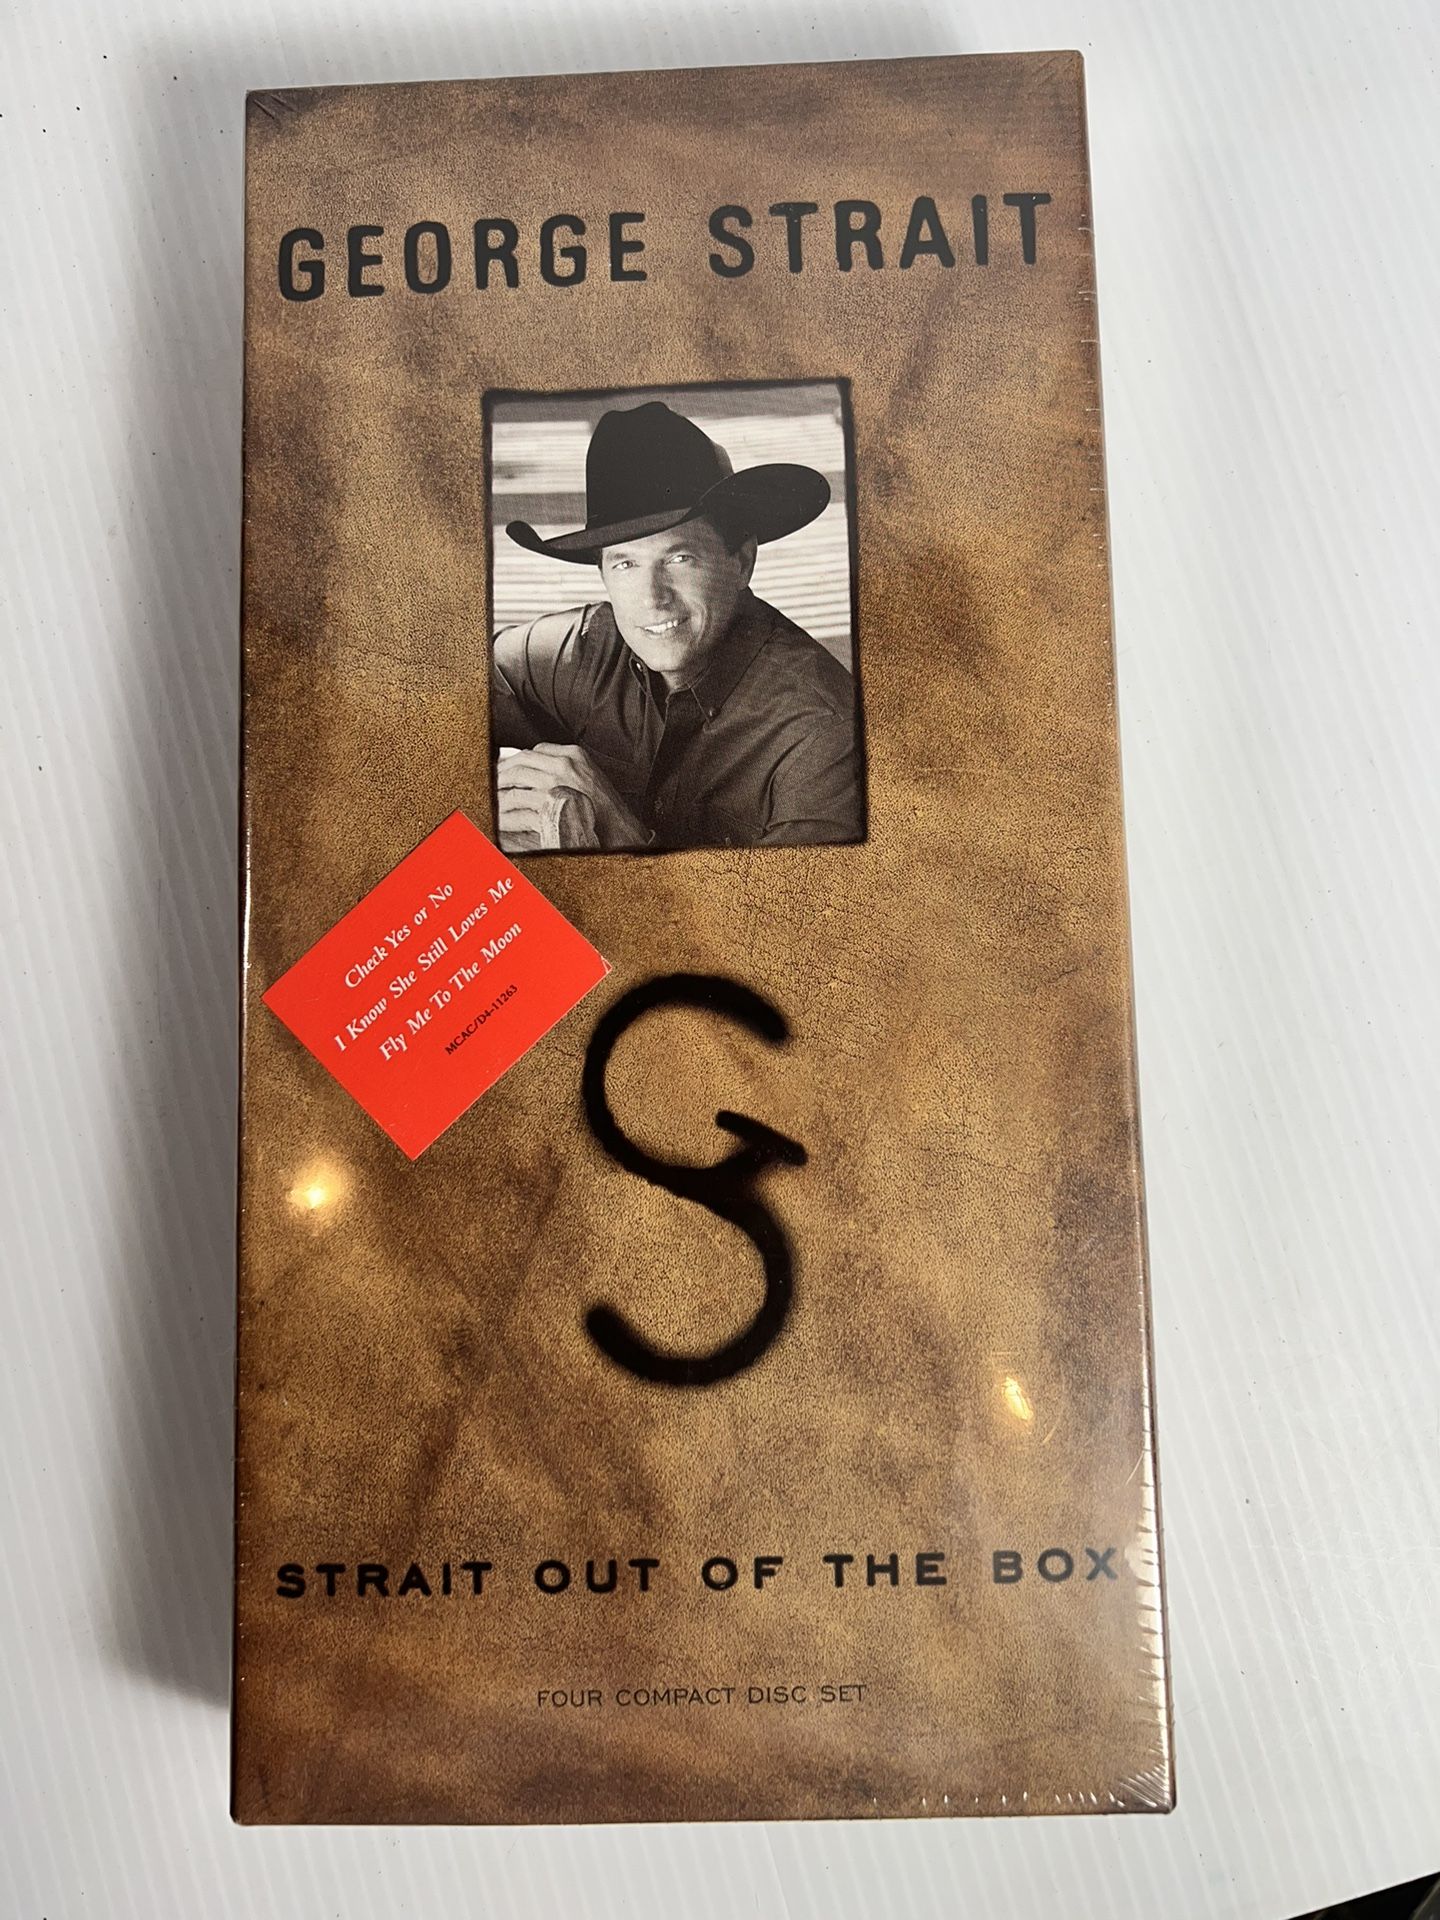 GEORGE STRAIT
Check Yes or No
I Know She Still Loves Me
Fly Me To The Moon
MCAC/D4-11263
GS
STRAIT OUT OF THE BOX
FOUR COMPACT DISC SET